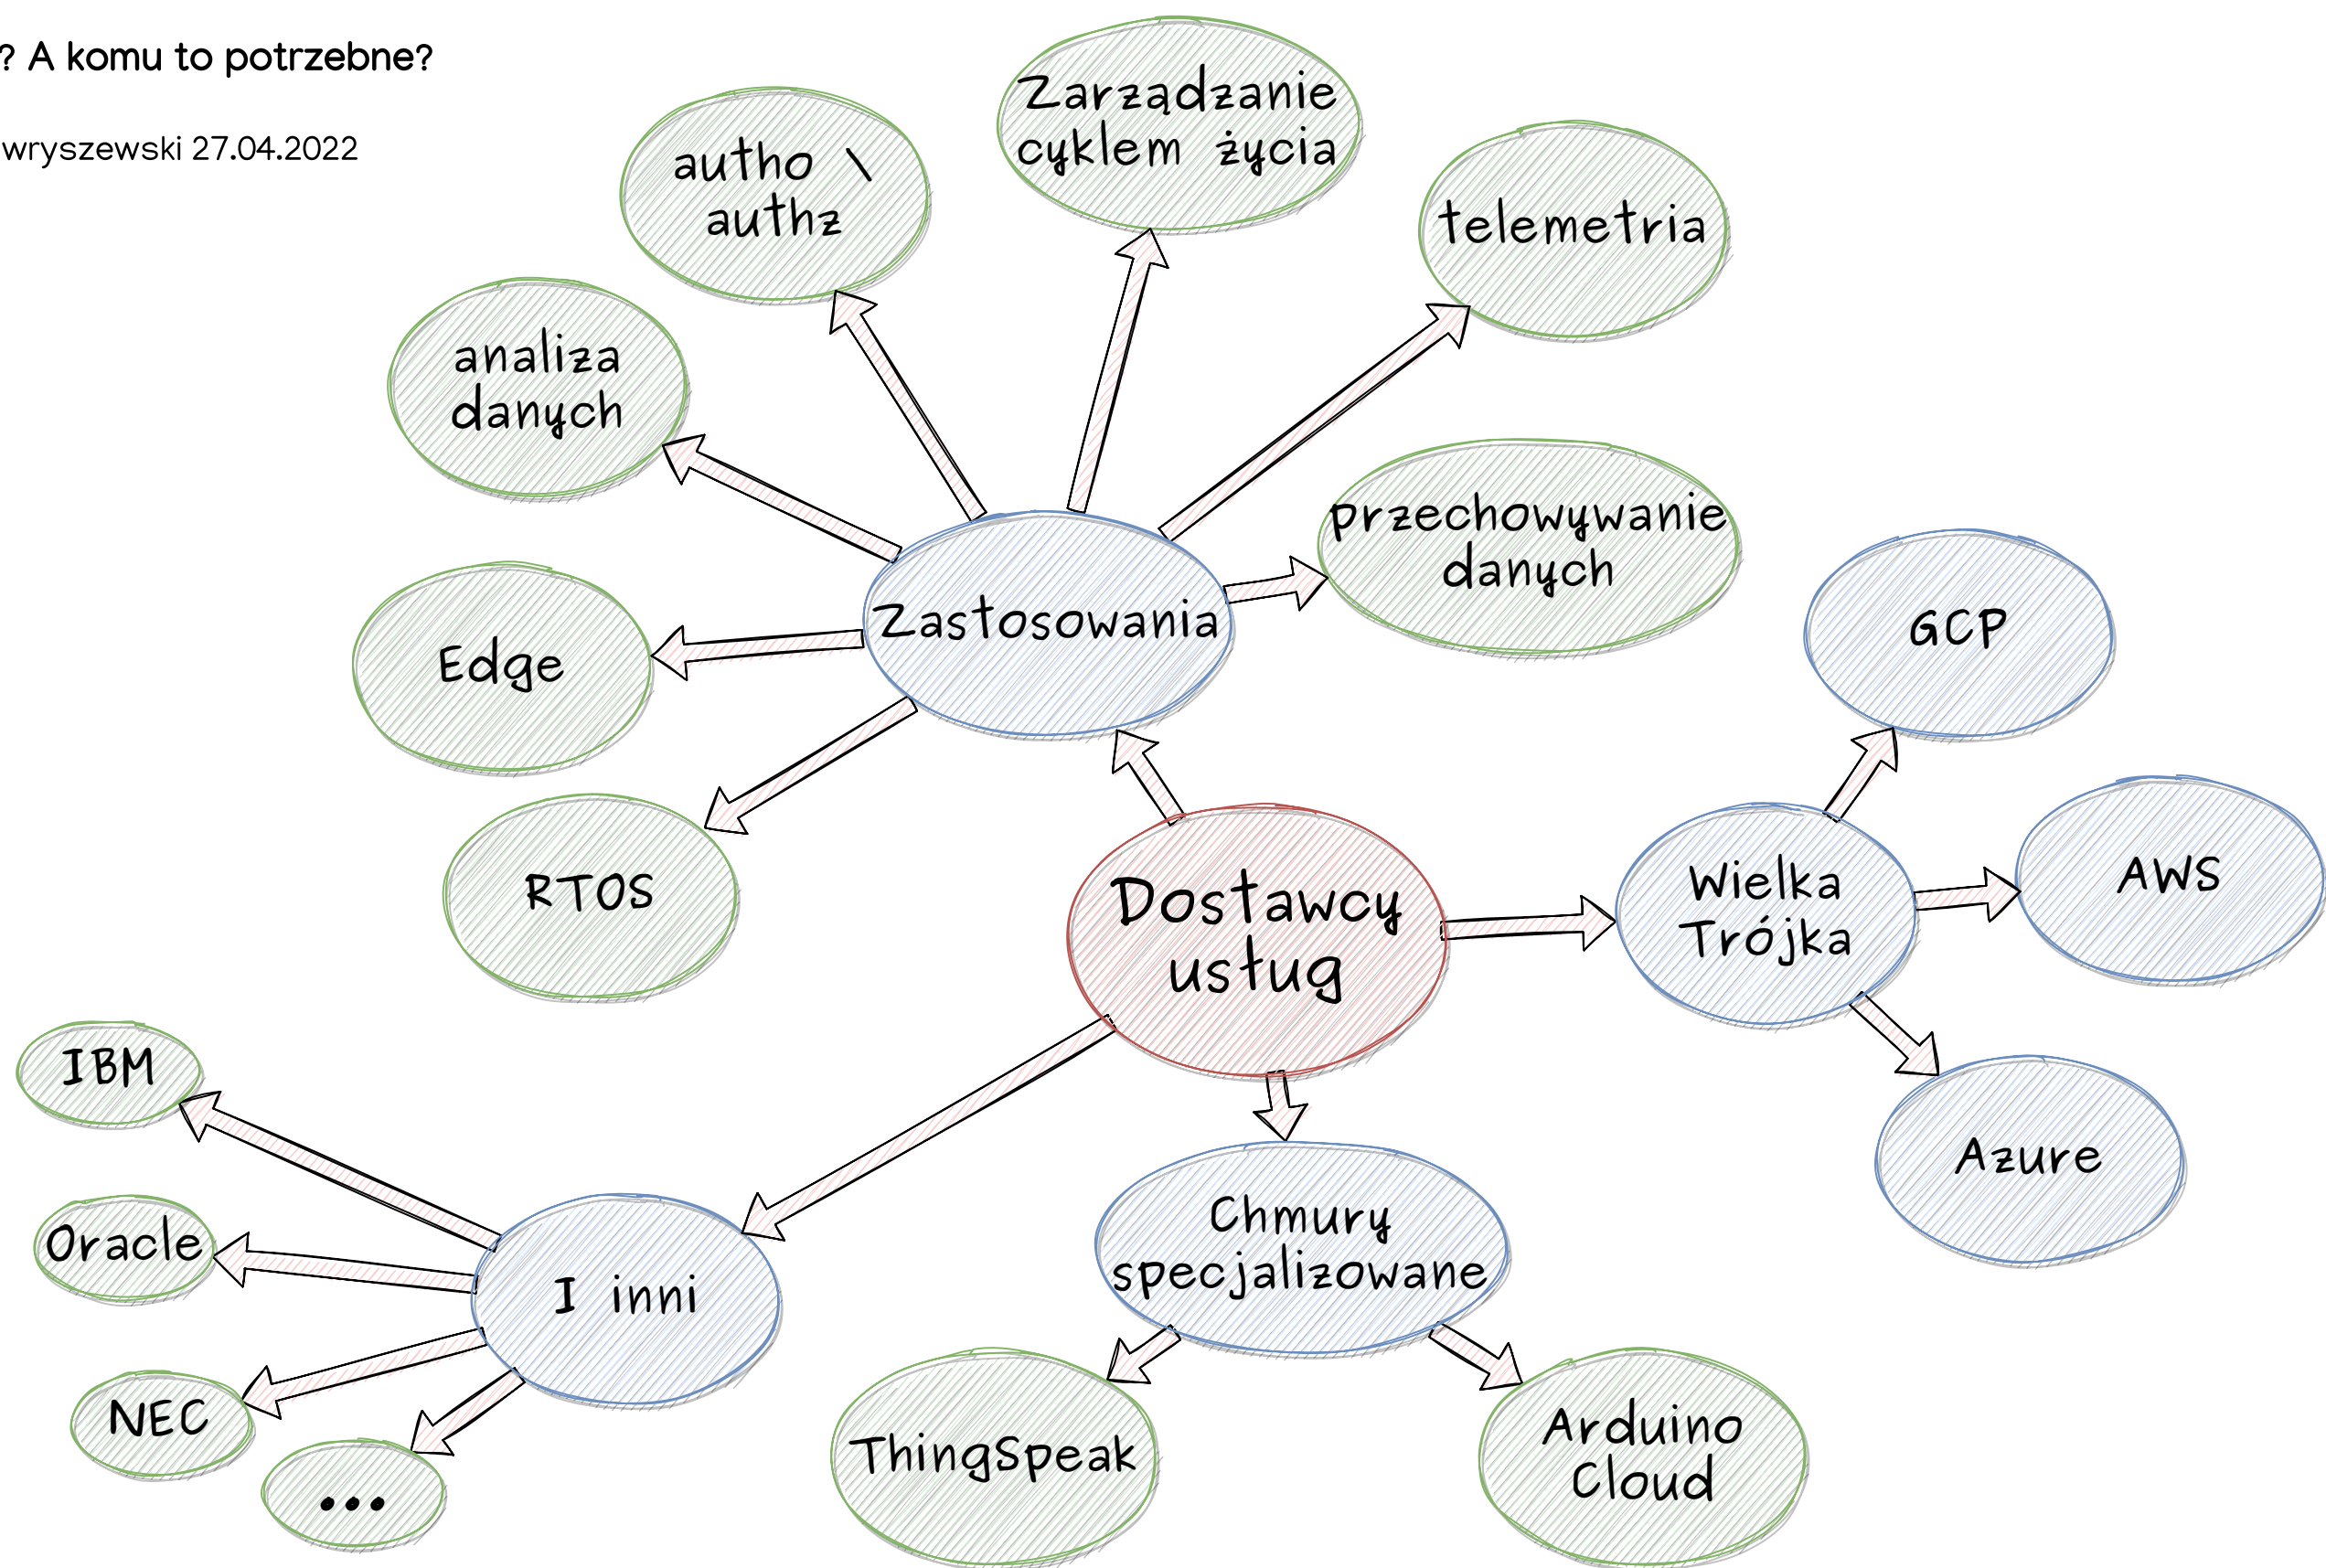 ? A komu to potrzebne?
wryszewski 27.04.2022
Zarządzanie
cyklem życia
autho \
authz
telemetria
analiza
danych
przechowywanie
danych
Zastosowania
Edge
GCP
RTOS
Wielka
Trójka
AWS
Dostawcy
usług
IBM
Azure
Oracle
I inni
Chmury
specjalizowane
NEC
...
ThingSpeak
Arduino
Cloud